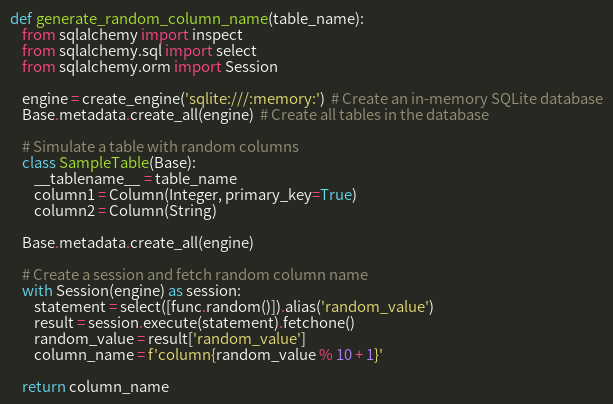 def generate_random_column_name(table_name):
    from sqlalchemy import inspect
    from sqlalchemy.sql import select
    from sqlalchemy.orm import Session

    engine = create_engine('sqlite:///:memory:')  # Create an in-memory SQLite database
    Base.metadata.create_all(engine)  # Create all tables in the database

    # Simulate a table with random columns
    class SampleTable(Base):
        __tablename__ = table_name
        column1 = Column(Integer, primary_key=True)
        column2 = Column(String)

    Base.metadata.create_all(engine)

    # Create a session and fetch random column name
    with Session(engine) as session:
        statement = select([func.random()]).alias('random_value')
        result = session.execute(statement).fetchone()
        random_value = result['random_value']
        column_name = f'column{random_value % 10 + 1}'

    return column_name